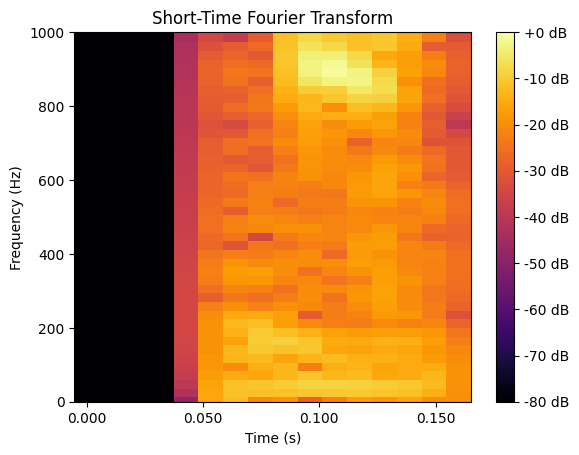 Short-Time Fourier Transform
1000
800
600
400
200
0
Frequency (Hz)
0.000
0.050
0.100
0.150
Time (s)
+0 dB
-10 dB
-20 dB
-30 dB
-40 dB
-50 dB
-60 dB
-70 dB
-80 dB